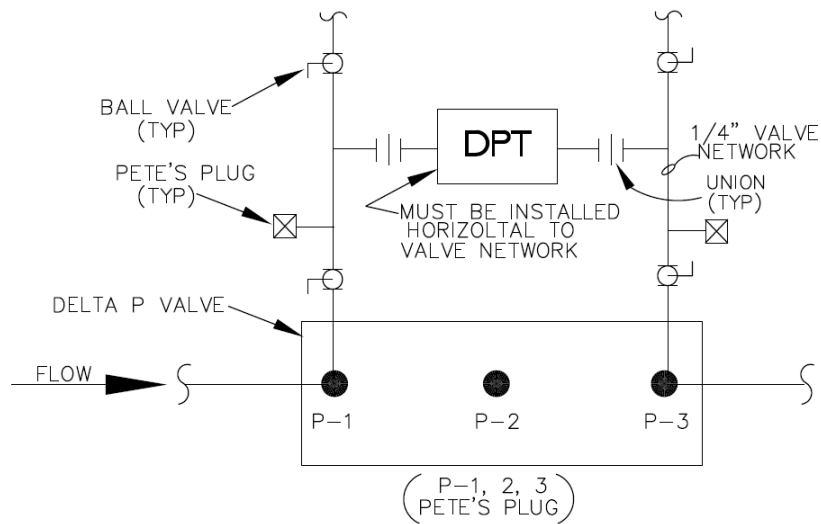 BALL VALVE
(TYP)
DPT
1/4" VALVE
NETWORK
PETE'S PLUG
(TYP)
UNION
(TYP)
MUST BE INSTALLED
HORIZOLTAL TO
VALVE NETWORK
DELTA P VALVE
FLOW
P-1
P-2
P-3
(P-1, 2, 3
PETE'S PLUG)